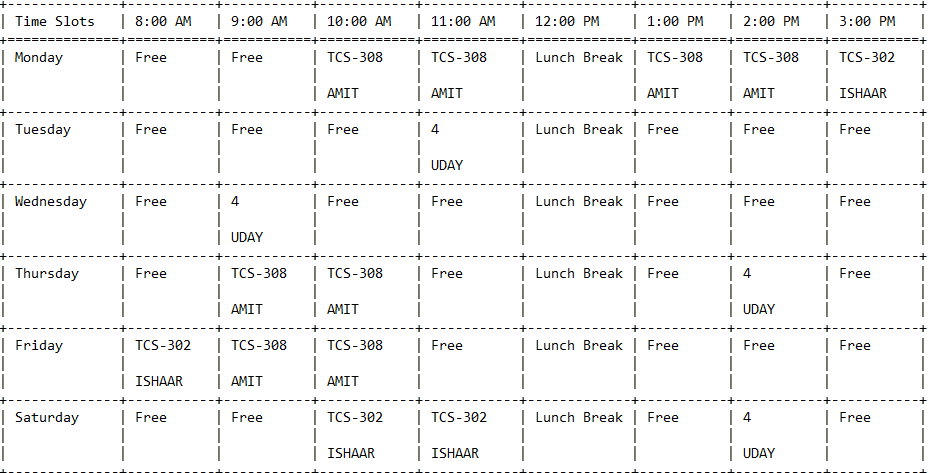 Time Slots | 8:00 AM | 9:00 AM | 10:00 AM | 11:00 AM | 12:00 PM | 1:00 PM | 2:00 PM | 3:00 PM
Monday | Free | Free | TCS-308 | TCS-308 | Lunch Break | TCS-308 | TCS-308 | TCS-302
| | | AMIT | AMIT | | AMIT | AMIT | ISHAAR
Tuesday | Free | Free | Free | 4 | Lunch Break | Free | Free | Free
| | | | UDAY | | | |
Wednesday | Free | 4 | Free | Free | Lunch Break | Free | Free | Free
| | UDAY | | | | | |
Thursday | Free | TCS-308 | TCS-308 | Free | Lunch Break | Free | 4 | Free
| | AMIT | AMIT | | | | UDAY |
Friday | TCS-302 | TCS-308 | TCS-308 | Free | Lunch Break | Free | Free | Free
| ISHAAR | AMIT | AMIT | | | | |
Saturday | Free | Free | TCS-302 | TCS-302 | Lunch Break | Free | 4 | Free
| | | ISHAAR | ISHAAR | | | UDAY |